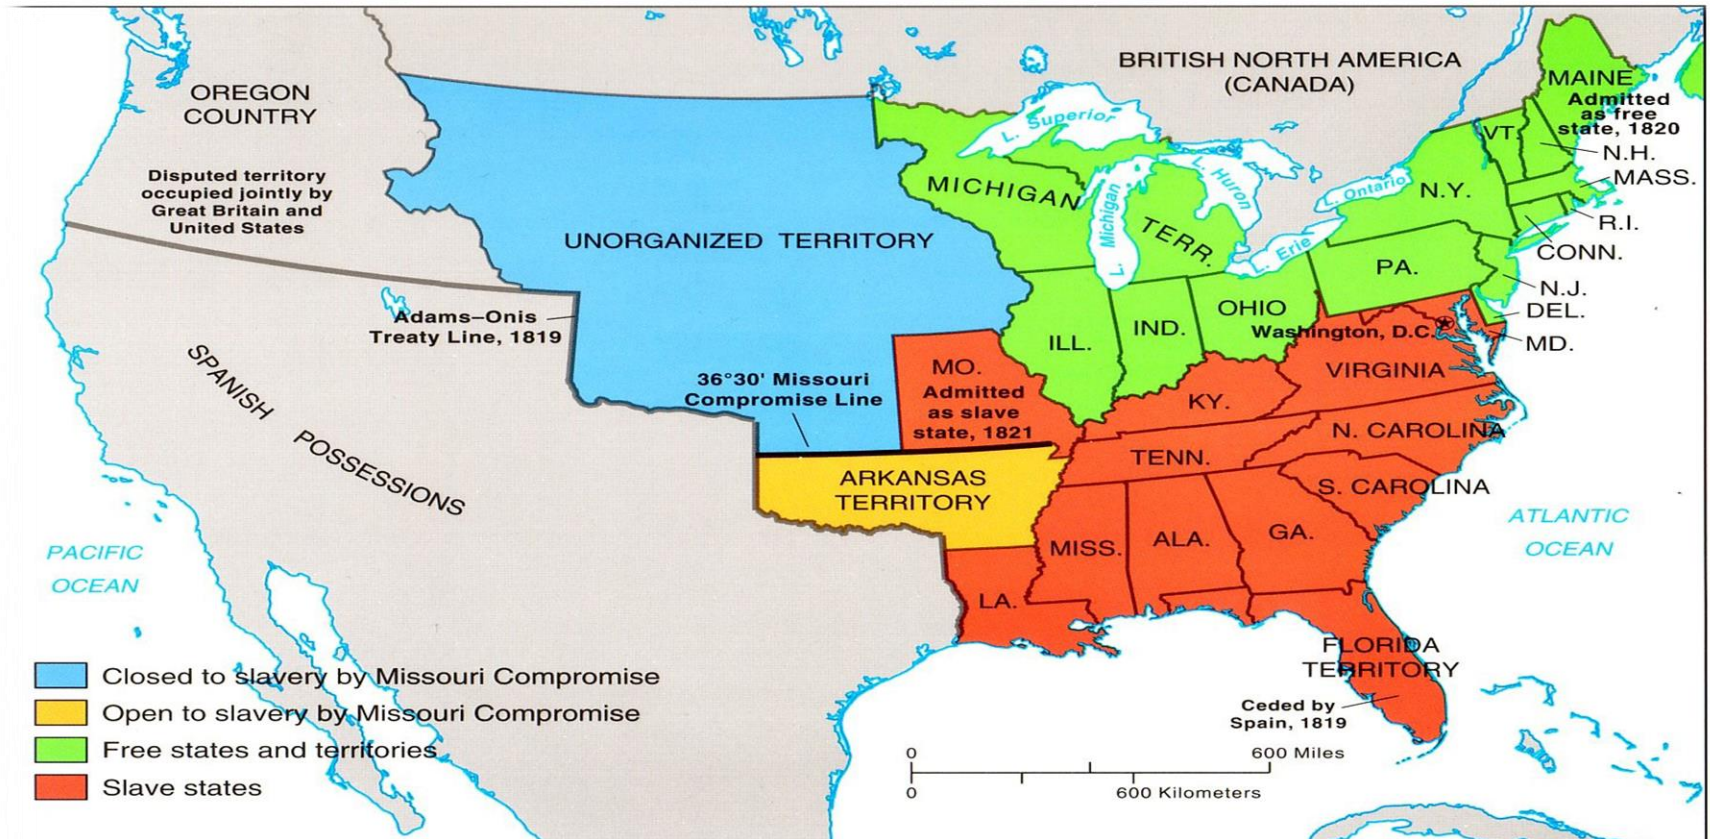 BRITISH NORTH AMERICA
(CANADA)
OREGON
COUNTRY
Disputed territory
occupied jointly by
Great Britain and
United States
MAINE
Admitted
as free
state, 1820
VT.
N.H.
MASS.
R.I.
CONN.
N.J.
DEL.
MD.
N.Y.
PA.
L. Superior
L. Michigan
L. Huron
L. Ontario
L. Erie
MICHIGAN
TERR.
UNORGANIZED TERRITORY
OHIO
IND.
ILL.
Washington, D.C.
VIRGINIA
KY.
MO.
Admitted
as slave
state, 1821
Adams–Onis
Treaty Line, 1819
36°30' Missouri
Compromise Line
SPANISH POSSESSIONS
ARKANSAS
TERRITORY
TENN.
N. CAROLINA
S. CAROLINA
MISS.
ALA.
GA.
LA.
FLORIDA
TERRITORY
Ceded by
Spain, 1819
PACIFIC
OCEAN
ATLANTIC
OCEAN
Closed to slavery by Missouri Compromise
Open to slavery by Missouri Compromise
Free states and territories
Slave states
0 600 Miles
0 600 Kilometers